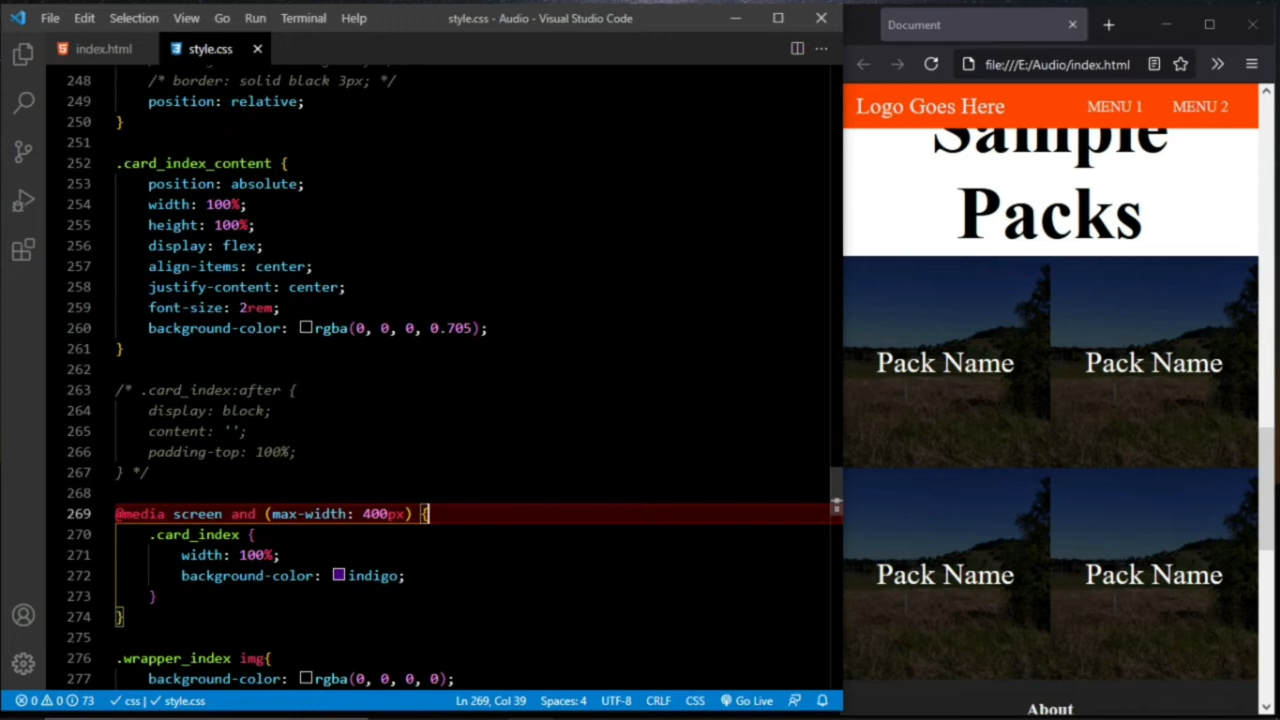 File Edit Selection View Go Run Terminal Help
style.css - Audio - Visual Studio Code
index.html
style.css
248 /* border: solid black 3px; */
249 position: relative;
250 }
251
252 .card_index_content {
253 position: absolute;
254 width: 100%;
255 height: 100%;
256 display: flex;
257 align-items: center;
258 justify-content: center;
259 font-size: 2rem;
260 background-color: rgba(0, 0, 0, 0.705);
261 }
262
263 /* .card_index:after {
264 display: block;
265 content: '';
266 padding-top: 100%;
267 } */
268
269 @media screen and (max-width: 400px) {
270 .card_index {
271 width: 100%;
272 background-color: indigo;
273 }
274 }
275
276 .wrapper_index img{
277 background-color: rgba(0, 0, 0, 0);
0 0 73 css | style.css
Ln 269, Col 39 Spaces: 4 UTF-8 CRLF CSS Go Live
Document
file:///E:/Audio/index.html
Logo Goes Here MENU 1 MENU 2
Sample
Packs
Pack Name Pack Name
Pack Name Pack Name
About